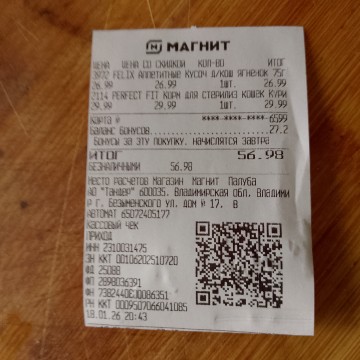 МАГНИТ
ЦЕНА ЦЕНА СО СКИДКОЙ КОЛ-ВО ИТОГ
3972 FELIX Аппетитные Кусоч д/кош Ягненок 75г
26.99 26.99 1шт. 26.99
2114 PERFECT FIT Корм для стерилиз кошек Кури
29.99 29.99 1шт. 29.99
Карта # **** **** **** 6599
Баланс Бонусов 27.2
Бонусы за эту покупку, начислятся завтра
ИТОГ 56.98
БЕЗНАЛИЧНЫМИ 56.98
Место расчетов Магазин Магнит Палуба
АО "Тандер" 600035, Владимирская обл, Владими
р г, Безыменского ул, дом № 17, в
АВТОМАТ 65072405177
КАССОВЫЙ ЧЕК
ПРИХОД
ИНН 2310031475
ЗН ККТ 00106202510720
ФД 25088
ФП 2898036391
ФН 7382440800086351
РН ККТ 0009507066041085
18.01.26 20:43